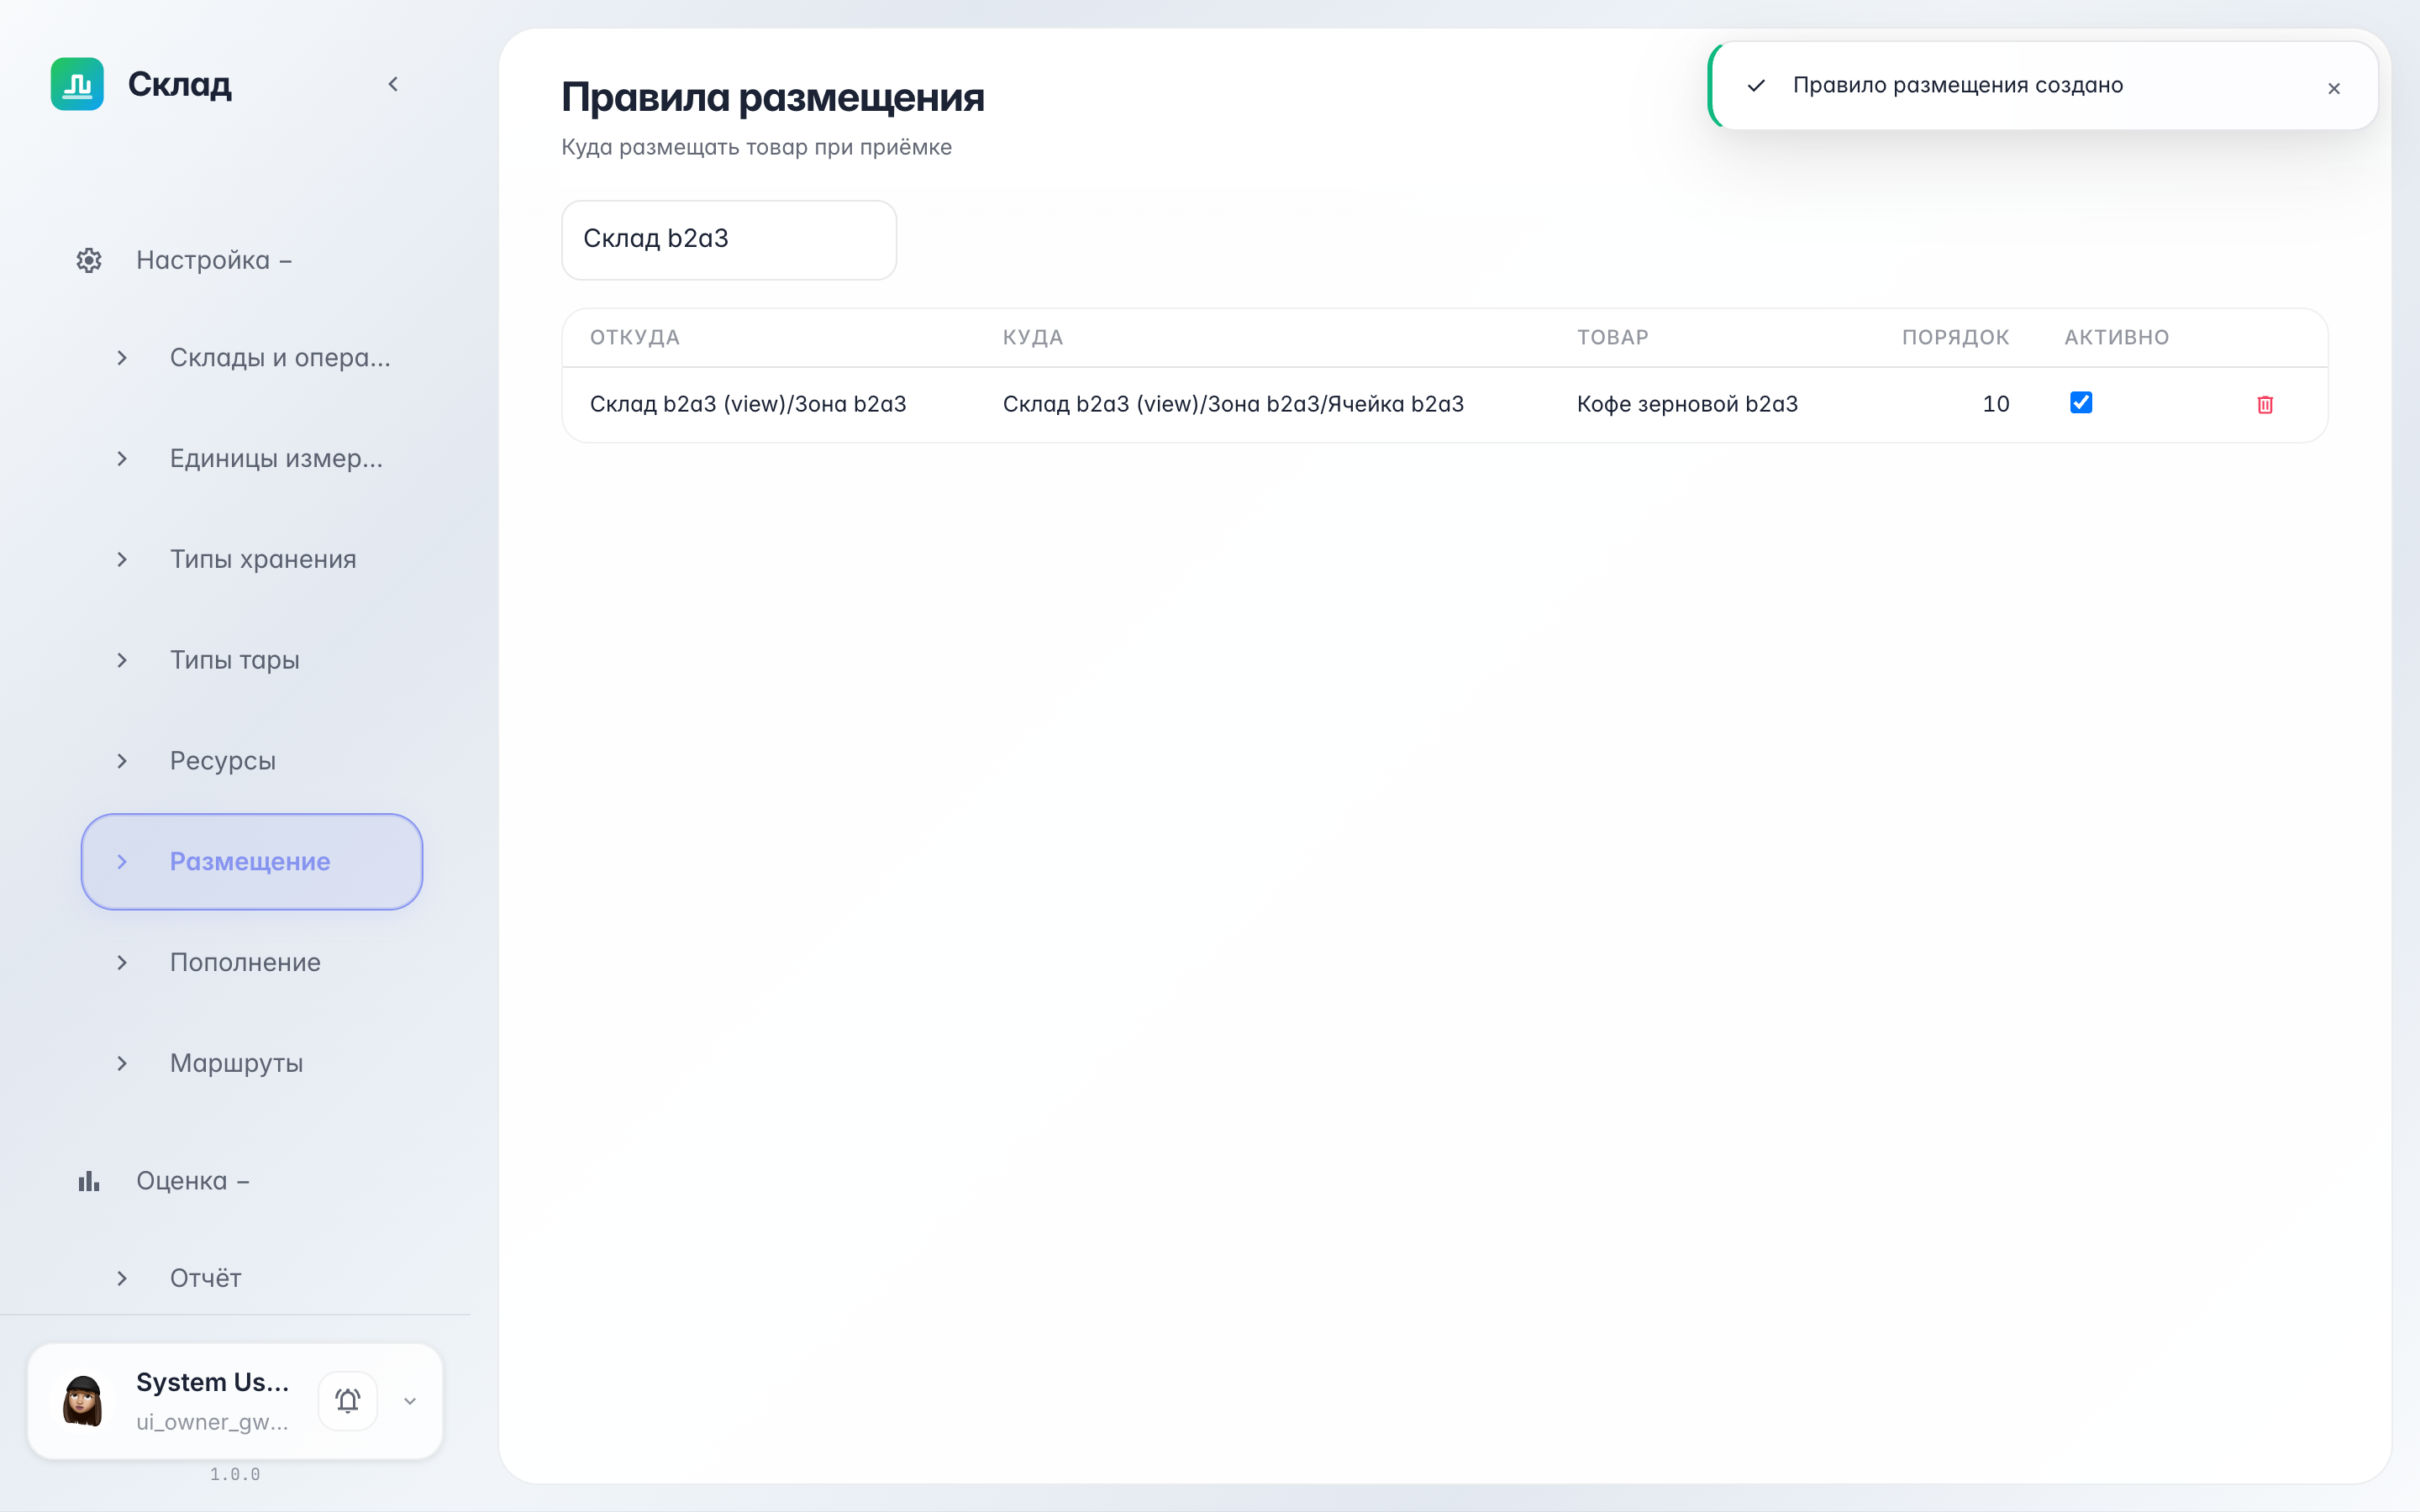 Склад
Настройка –
Склады и опера...
Единицы измер...
Типы хранения
Типы тары
Ресурсы
Размещение
Пополнение
Маршруты
Оценка –
Отчёт
System Us...
ui_owner_gw...
1.0.0
Правила размещения
Куда размещать товар при приёмке
Правило размещения создано
Склад b2a3
ОТКУДА КУДА ТОВАР ПОРЯДОК АКТИВНО
Склад b2a3 (view)/Зона b2a3 Склад b2a3 (view)/Зона b2a3/Ячейка b2a3 Кофе зерновой b2a3 10